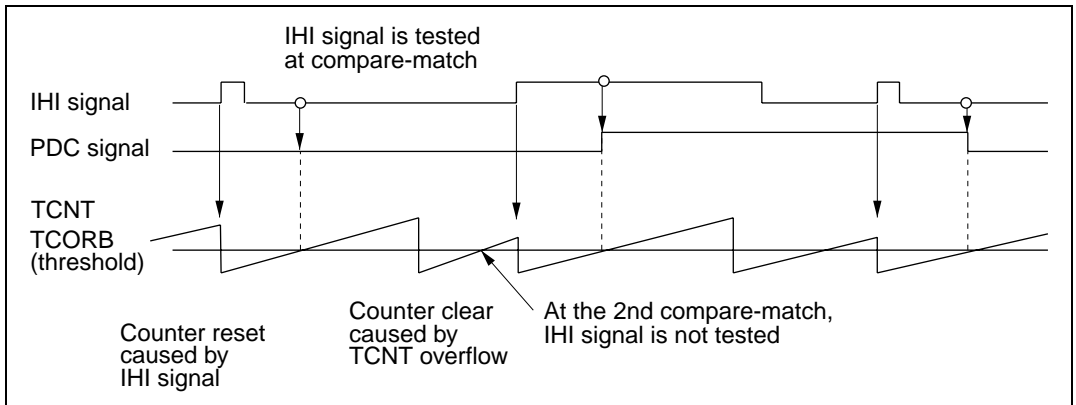 IHI signal is tested
at compare-match
IHI signal
PDC signal
TCNT
TCORB
(threshold)
Counter reset
caused by
IHI signal
Counter clear
caused by
TCNT overflow
At the 2nd compare-match,
IHI signal is not tested